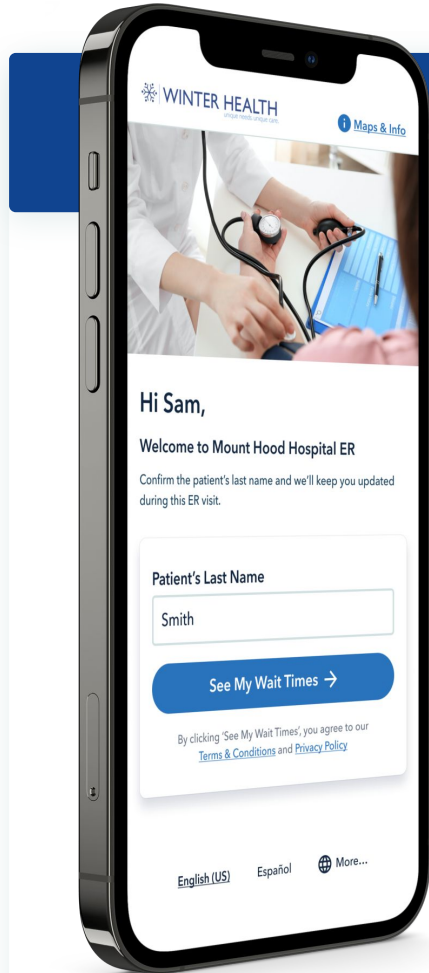 WINTER HEALTH
unique needs. unique care.
Maps & Info
Hi Sam,
Welcome to Mount Hood Hospital ER
Confirm the patient's last name and we'll keep you updated
during this ER visit.
Patient's Last Name
Smith
See My Wait Times →
By clicking 'See My Wait Times', you agree to our
Terms & Conditions and Privacy Policy
English (US) Español More...